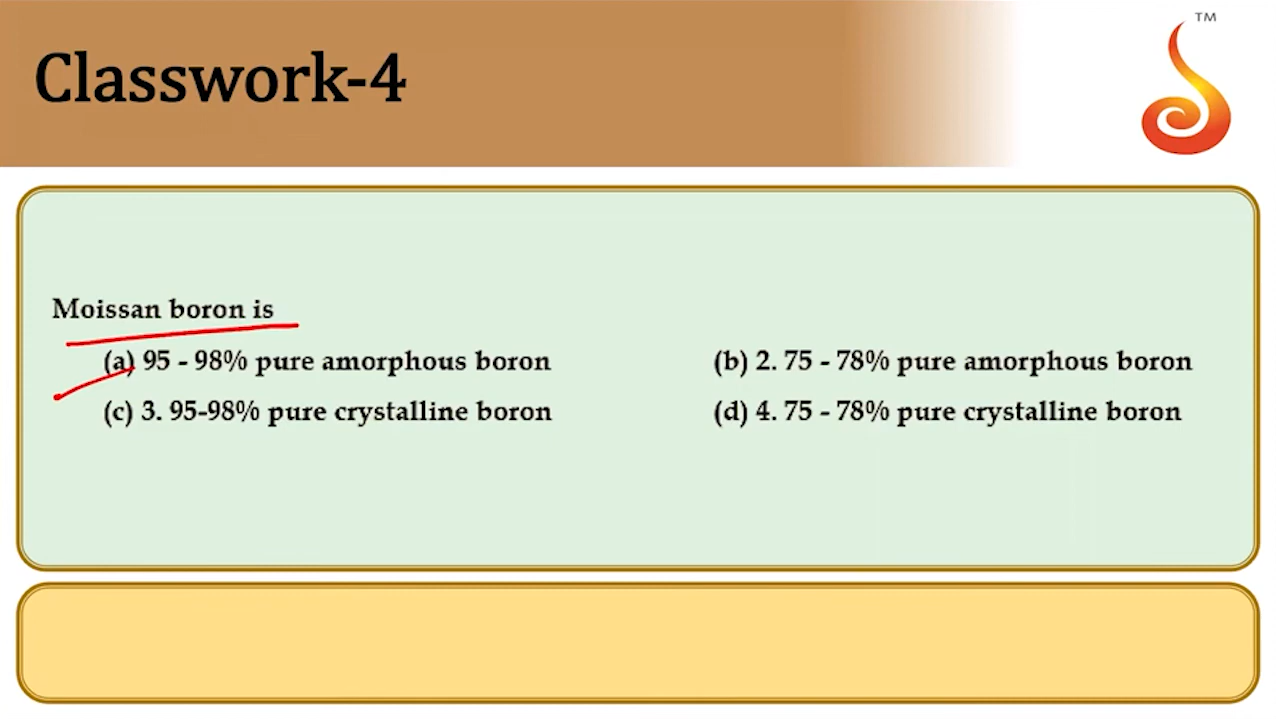 TM
Classwork-4
Moissan boron is
(a) 95 - 98% pure amorphous boron (b) 2. 75 - 78% pure amorphous boron
(c) 3. 95-98% pure crystalline boron (d) 4. 75 - 78% pure crystalline boron